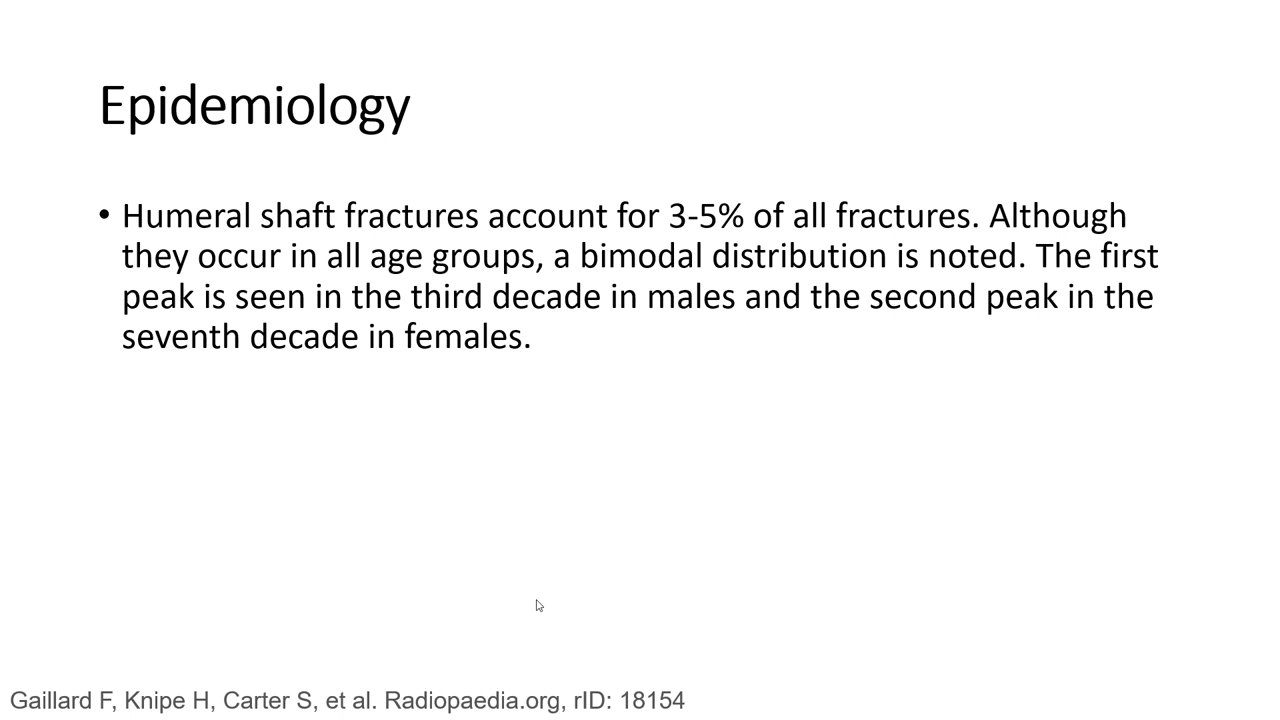 Epidemiology
• Humeral shaft fractures account for 3-5% of all fractures. Although
they occur in all age groups, a bimodal distribution is noted. The first
peak is seen in the third decade in males and the second peak in the
seventh decade in females.
Gaillard F, Knipe H, Carter S, et al. Radiopaedia.org, rID: 18154